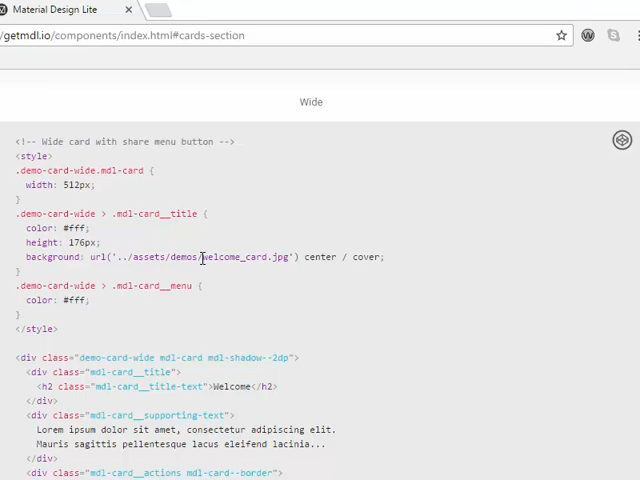 Material Design Lite
/getmdl.io/components/index.html#cards-section
Wide
<!-- Wide card with share menu button -->
<style>
.demo-card-wide.mdl-card {
width: 512px;
}
.demo-card-wide > .mdl-card__title {
color: #fff;
height: 176px;
background: url('../assets/demos/welcome_card.jpg') center / cover;
}
.demo-card-wide > .mdl-card__menu {
color: #fff;
}
</style>
<div class="demo-card-wide mdl-card mdl-shadow--2dp">
<div class="mdl-card__title">
<h2 class="mdl-card__title-text">Welcome</h2>
</div>
<div class="mdl-card__supporting-text">
Lorem ipsum dolor sit amet, consectetur adipiscing elit.
Mauris sagittis pellentesque lacus eleifend lacinia...
</div>
<div class="mdl-card__actions mdl-card--border">